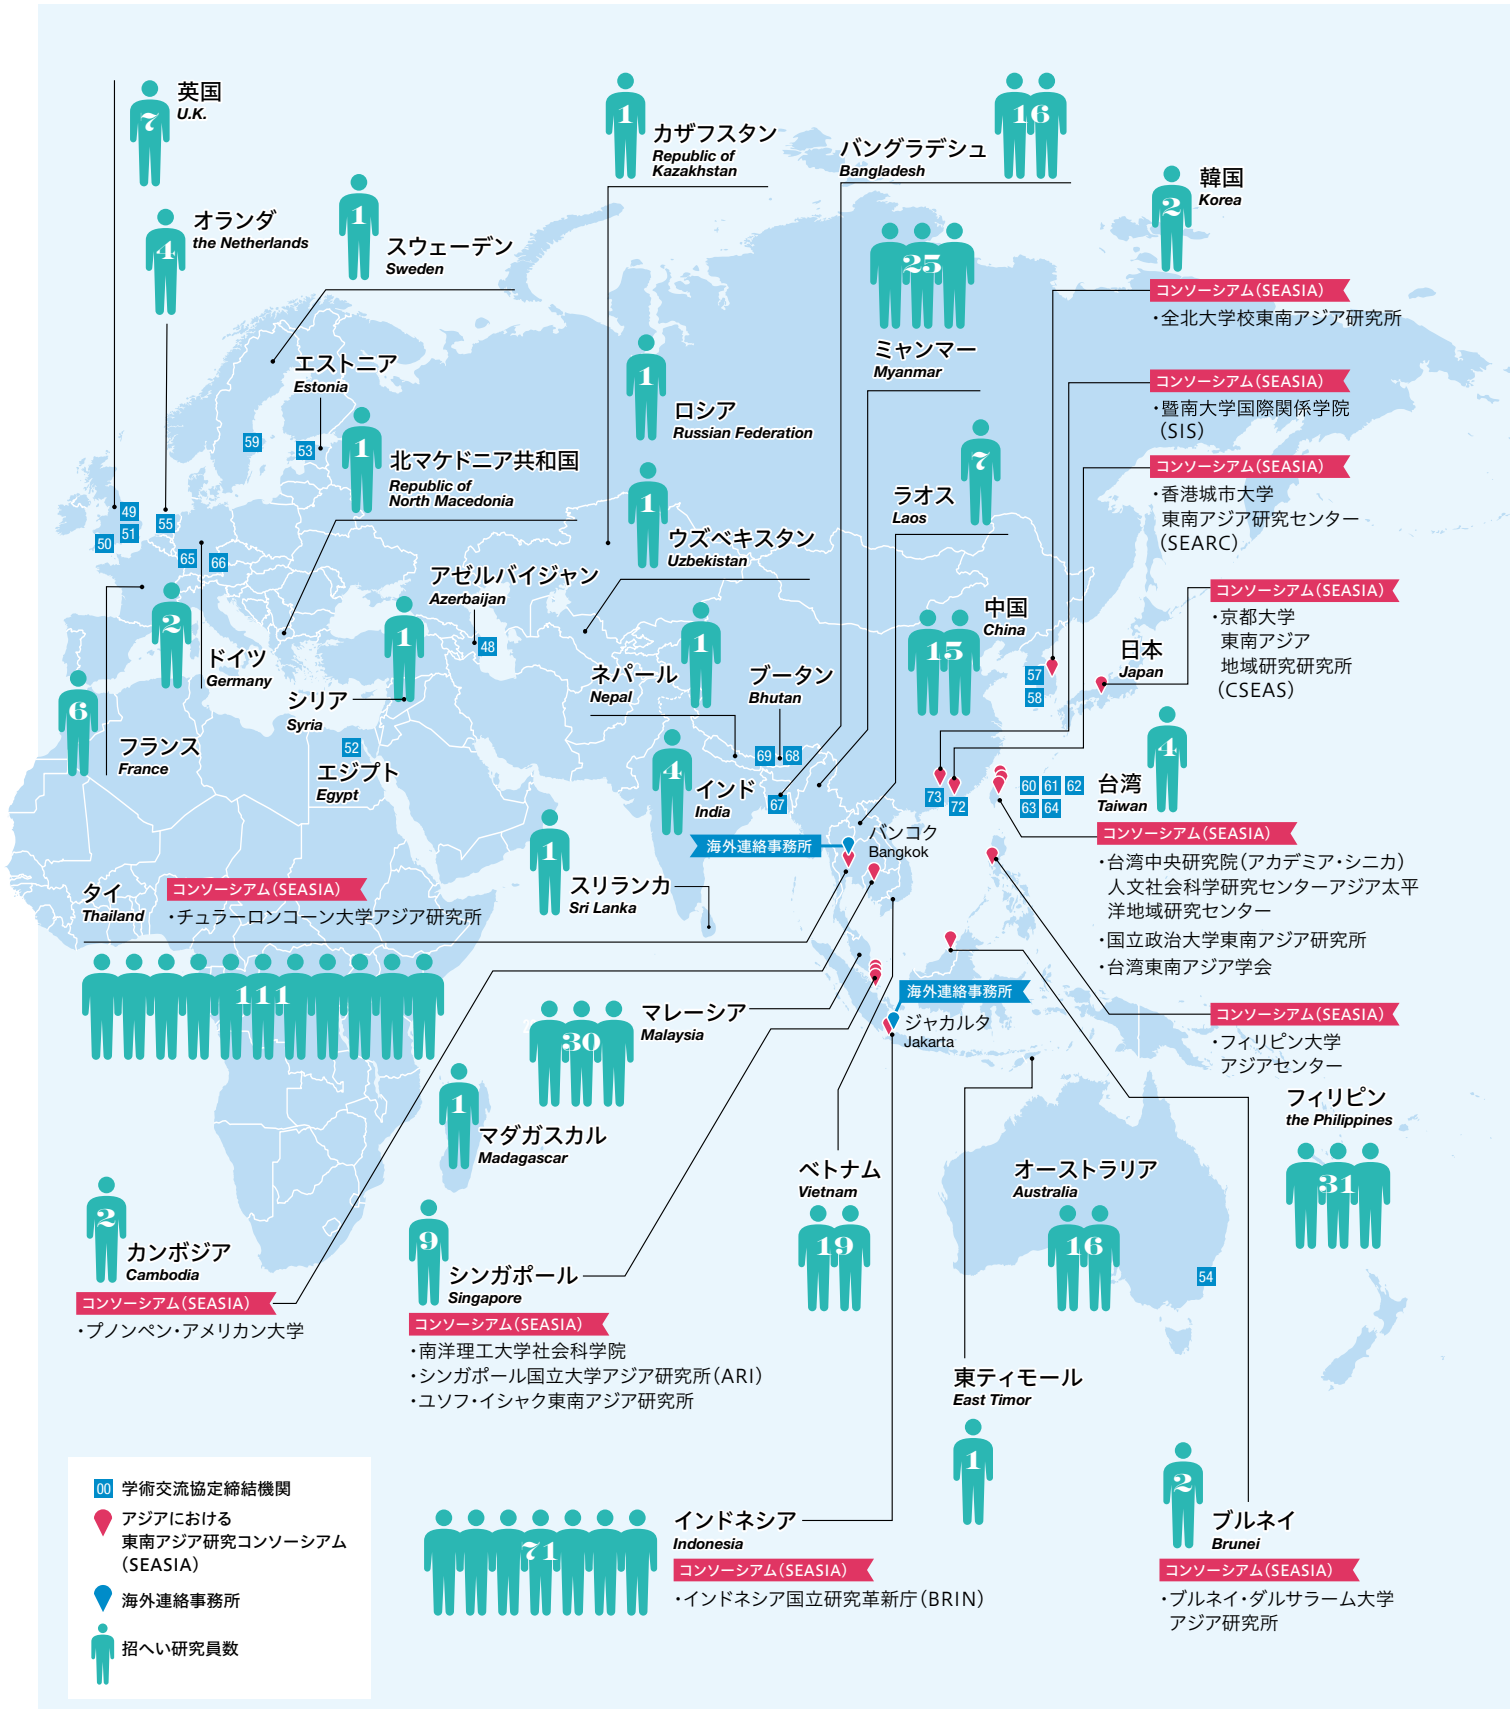 7
英国
U.K.
4
オランダ
the Netherlands
1
スウェーデン
Sweden
1
カザフスタン
Republic of
Kazakhstan
16
バングラデシュ
Bangladesh
2
韓国
Korea
コンソーシアム(SEASIA)
・全北大学校東南アジア研究所
25
ミャンマー
Myanmar
エストニア
Estonia
59
53
1
ロシア
Russian Federation
コンソーシアム(SEASIA)
・曁南大学国際関係学院
(SIS)
1
北マケドニア共和国
Republic of
North Macedonia
7
ラオス
Laos
コンソーシアム(SEASIA)
・香港城市大学
東南アジア研究センター
(SEARC)
49
50
51
55
65
66
1
ウズベキスタン
Uzbekistan
アゼルバイジャン
Azerbaijan
48
2
ドイツ
Germany
1
シリア
Syria
1
ネパール
Nepal
ブータン
Bhutan
15
中国
China
57
58
日本
Japan
コンソーシアム(SEASIA)
・京都大学
東南アジア
地域研究研究所
(CSEAS)
6
フランス
France
52
エジプト
Egypt
4
インド
India
69
68
67
73
72
60
61
62
63
64
台湾
Taiwan
4
コンソーシアム(SEASIA)
・台湾中央研究院(アカデミア・シニカ)
人文社会科学研究センターアジア太平
洋地域研究センター
・国立政治大学東南アジア研究所
・台湾東南アジア学会
海外連絡事務所
バンコク
Bangkok
1
スリランカ
Sri Lanka
タイ
Thailand
コンソーシアム(SEASIA)
・チュラーロンコーン大学アジア研究所
111
30
マレーシア
Malaysia
海外連絡事務所
ジャカルタ
Jakarta
コンソーシアム(SEASIA)
・フィリピン大学
アジアセンター
フィリピン
the Philippines
31
1
マダガスカル
Madagascar
ベトナム
Vietnam
19
オーストラリア
Australia
16
54
2
カンボジア
Cambodia
コンソーシアム(SEASIA)
・プノンペン・アメリカン大学
9
シンガポール
Singapore
コンソーシアム(SEASIA)
・南洋理工大学社会科学院
・シンガポール国立大学アジア研究所(ARI)
・ユソフ・イシャク東南アジア研究所
東ティモール
East Timor
1
2
ブルネイ
Brunei
コンソーシアム(SEASIA)
・ブルネイ・ダルサラーム大学
アジア研究所
71
インドネシア
Indonesia
コンソーシアム(SEASIA)
・インドネシア国立研究革新庁(BRIN)
00 学術交流協定締結機関
アジアにおける
東南アジア研究コンソーシアム
(SEASIA)
海外連絡事務所
招へい研究員数